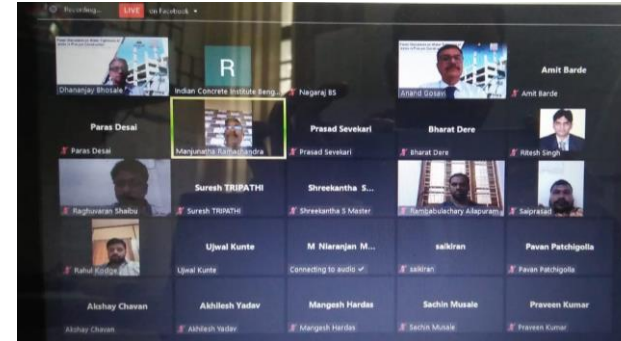 Recording... LIVE on Facebook
Dhananjay Bhosale
R
Indian Concrete Institute Beng...
Nagaraj BS
Anand Gosavi
Amit Barde
Amit Barde
Paras Desai
Paras Desai
Manjunatha Ramachandra
Prasad Sevekari
Prasad Sevekari
Bharat Dere
Bharat Dere
Ritesh Singh
Raghuvaran Shaibu
Suresh TRIPATHI
Suresh TRIPATHI
Shreekantha S...
Shreekantha S Master
Rambabulachary Ailapuram
Saiprasad
Rahul Kodge
Ujwal Kunte
Ujwal Kunte
M NIaranjan M...
Connecting to audio
saikiran
saikiran
Pavan Patchigolla
Pavan Patchigolla
Akshay Chavan
Akshay Chavan
Akhilesh Yadav
Akhilesh Yadav
Mangesh Hardas
Mangesh Hardas
Sachin Musale
Sachin Musale
Praveen Kumar
Praveen Kumar